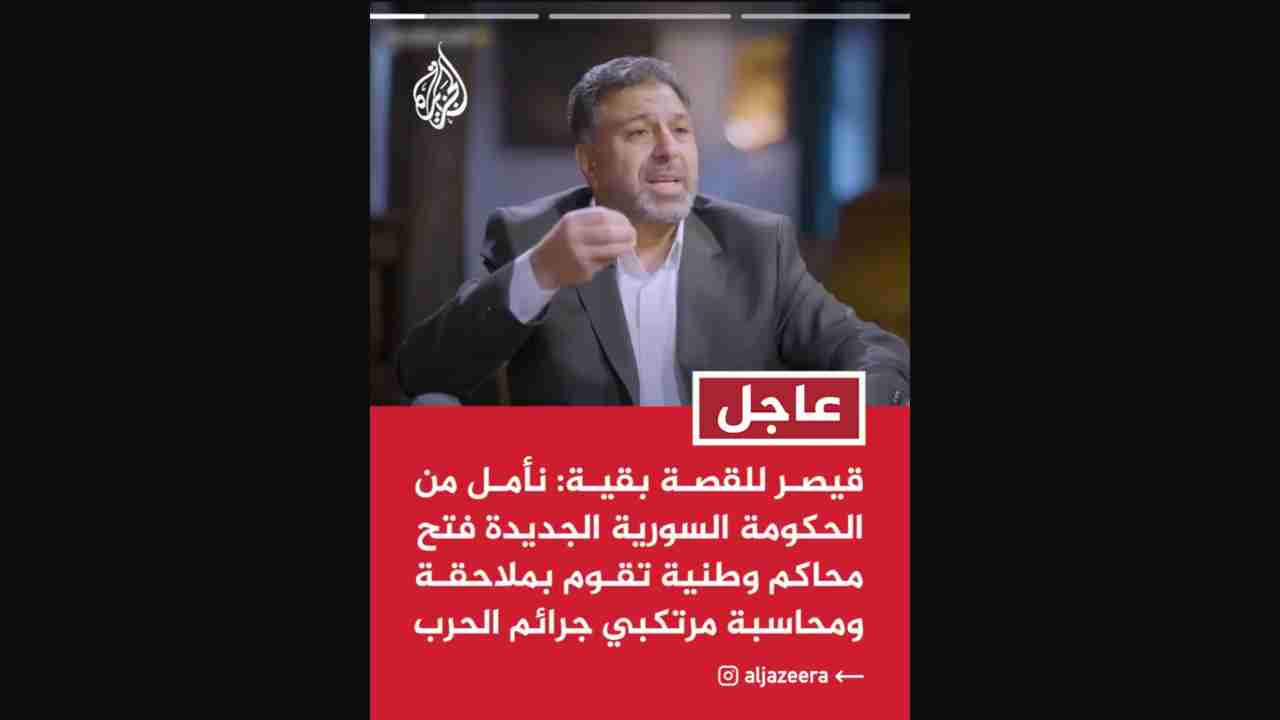 الجزيرة
عاجل
قيصر للقصة بقية: نأمل من
الحكومة السورية الجديدة فتح
محاكم وطنية تقوم بملاحقة
ومحاسبة مرتكبي جرائم الحرب
aljazeera